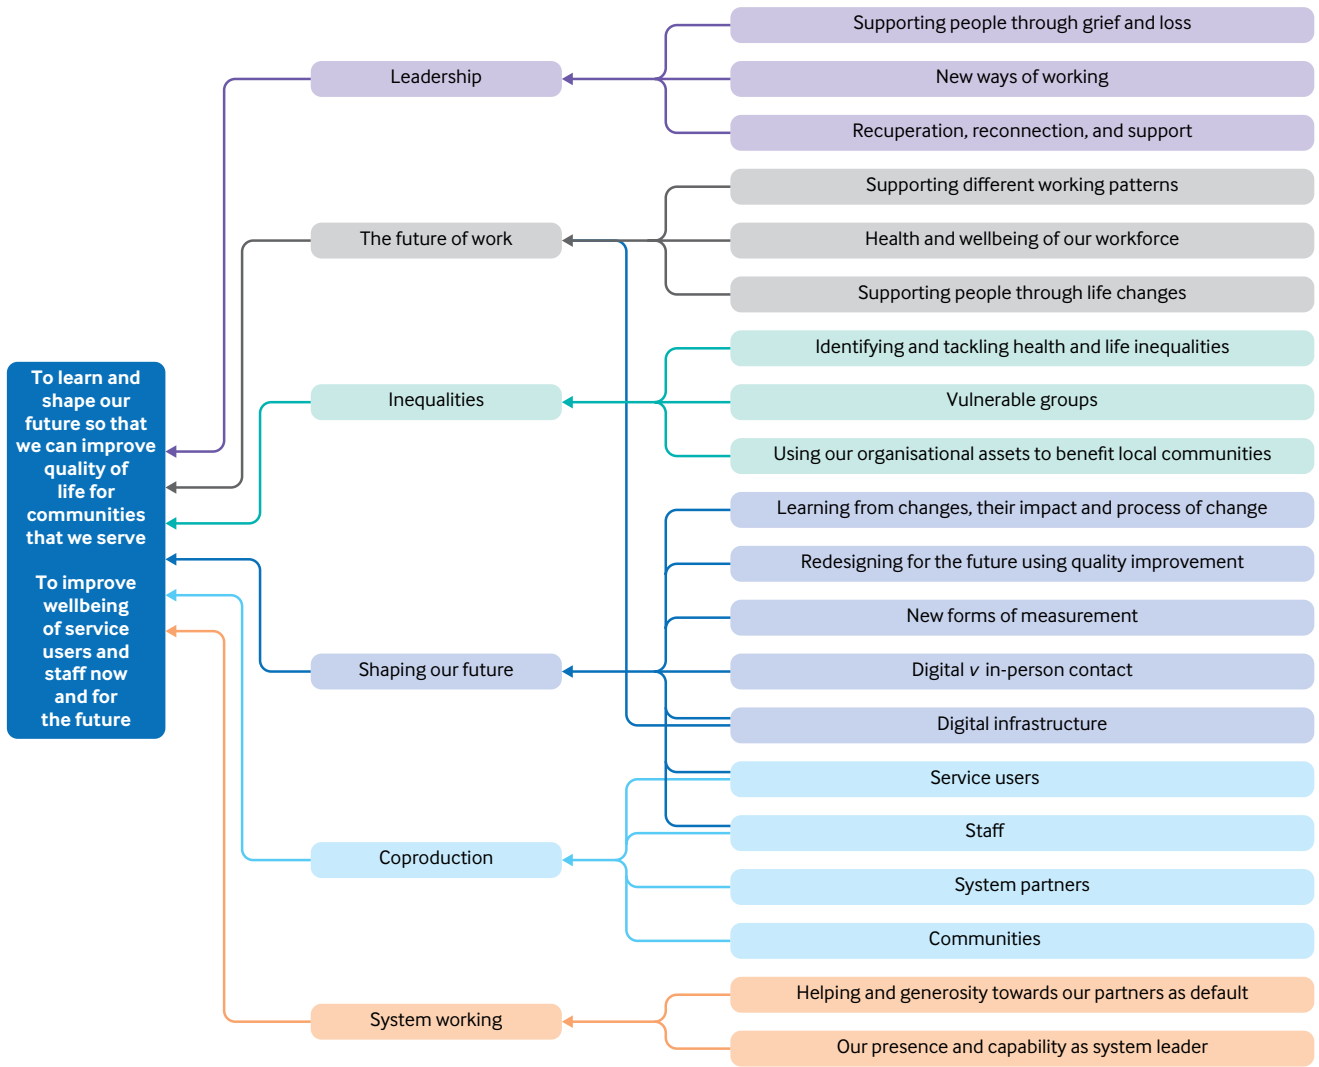 To learn and
shape our
future so that
we can improve
quality of
life for
communities
that we serve
To improve
wellbeing
of service
users and
staff now
and for
the future
Leadership
The future of work
Inequalities
Shaping our future
Coproduction
System working
Supporting people through grief and loss
New ways of working
Recuperation, reconnection, and support
Supporting different working patterns
Health and wellbeing of our workforce
Supporting people through life changes
Identifying and tackling health and life inequalities
Vulnerable groups
Using our organisational assets to benefit local communities
Learning from changes, their impact and process of change
Redesigning for the future using quality improvement
New forms of measurement
Digital v in-person contact
Digital infrastructure
Service users
Staff
System partners
Communities
Helping and generosity towards our partners as default
Our presence and capability as system leader